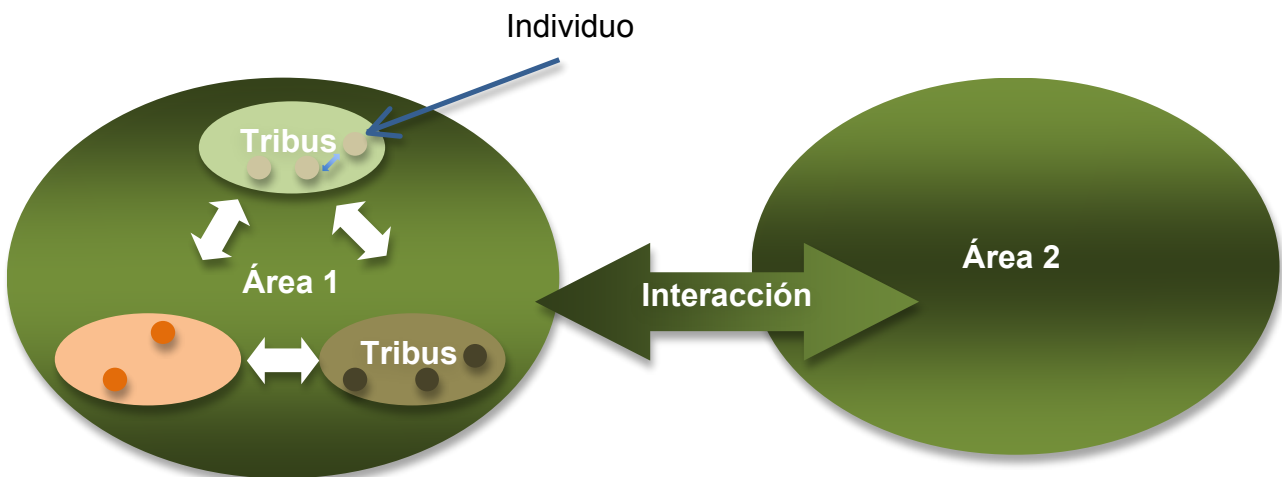 Individuo
Tribus
Área 1
Tribus
Interacción
Área 2